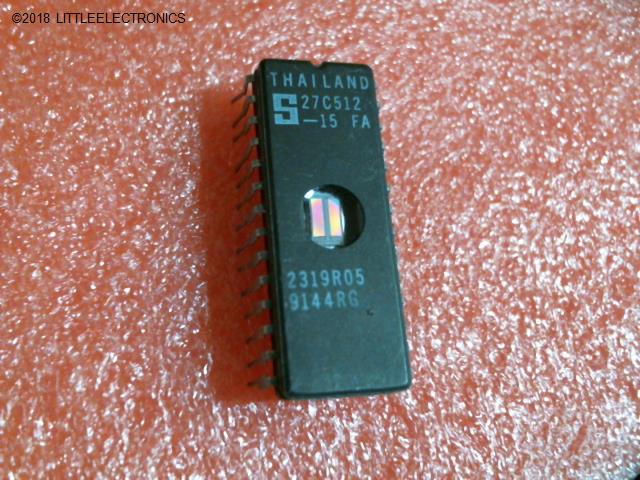 ©2018 LITTLEELECTRONICS
THAILAND
S 27C512
-15 FA
2319R05
9144RG